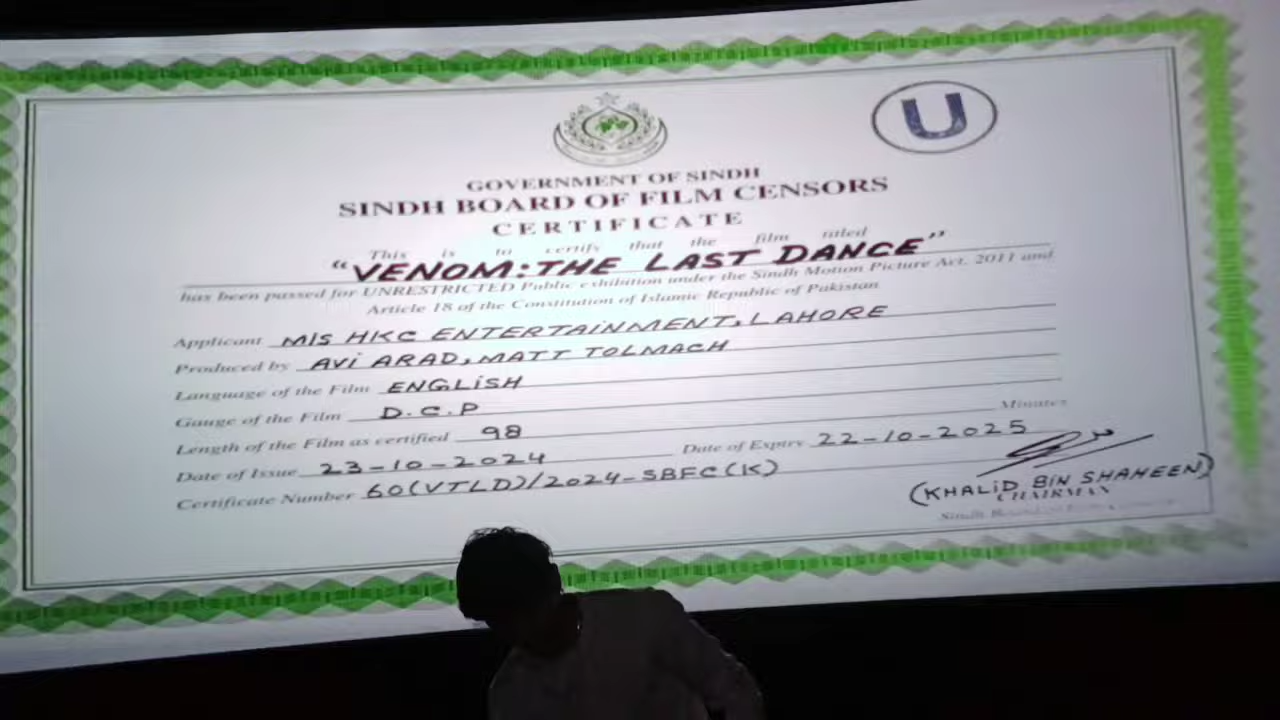 U
GOVERNMENT OF SINDH
SINDH BOARD OF FILM CENSORS
CERTIFICATE
This is to certify that the film titled
“VENOM: THE LAST DANCE”
has been passed for UNRESTRICTED Public exhibition under the Sindh Motion Picture Act, 2011 and
Article 18 of the Constitution of Islamic Republic of Pakistan
Applicant M/S HKC ENTERTAINMENT, LAHORE
Produced by AVI ARAD, MATT TOLMACH
Language of the Film ENGLISH
Gauge of the Film D.C.P
Length of the Film as certified 98 Minutes
Date of Issue 23-10-2024 Date of Expiry 22-10-2025
Certificate Number 60(VTLD)/2024-SBFC(K)
(KHALID BIN SHAHEEN)
CHAIRMAN
Sindh